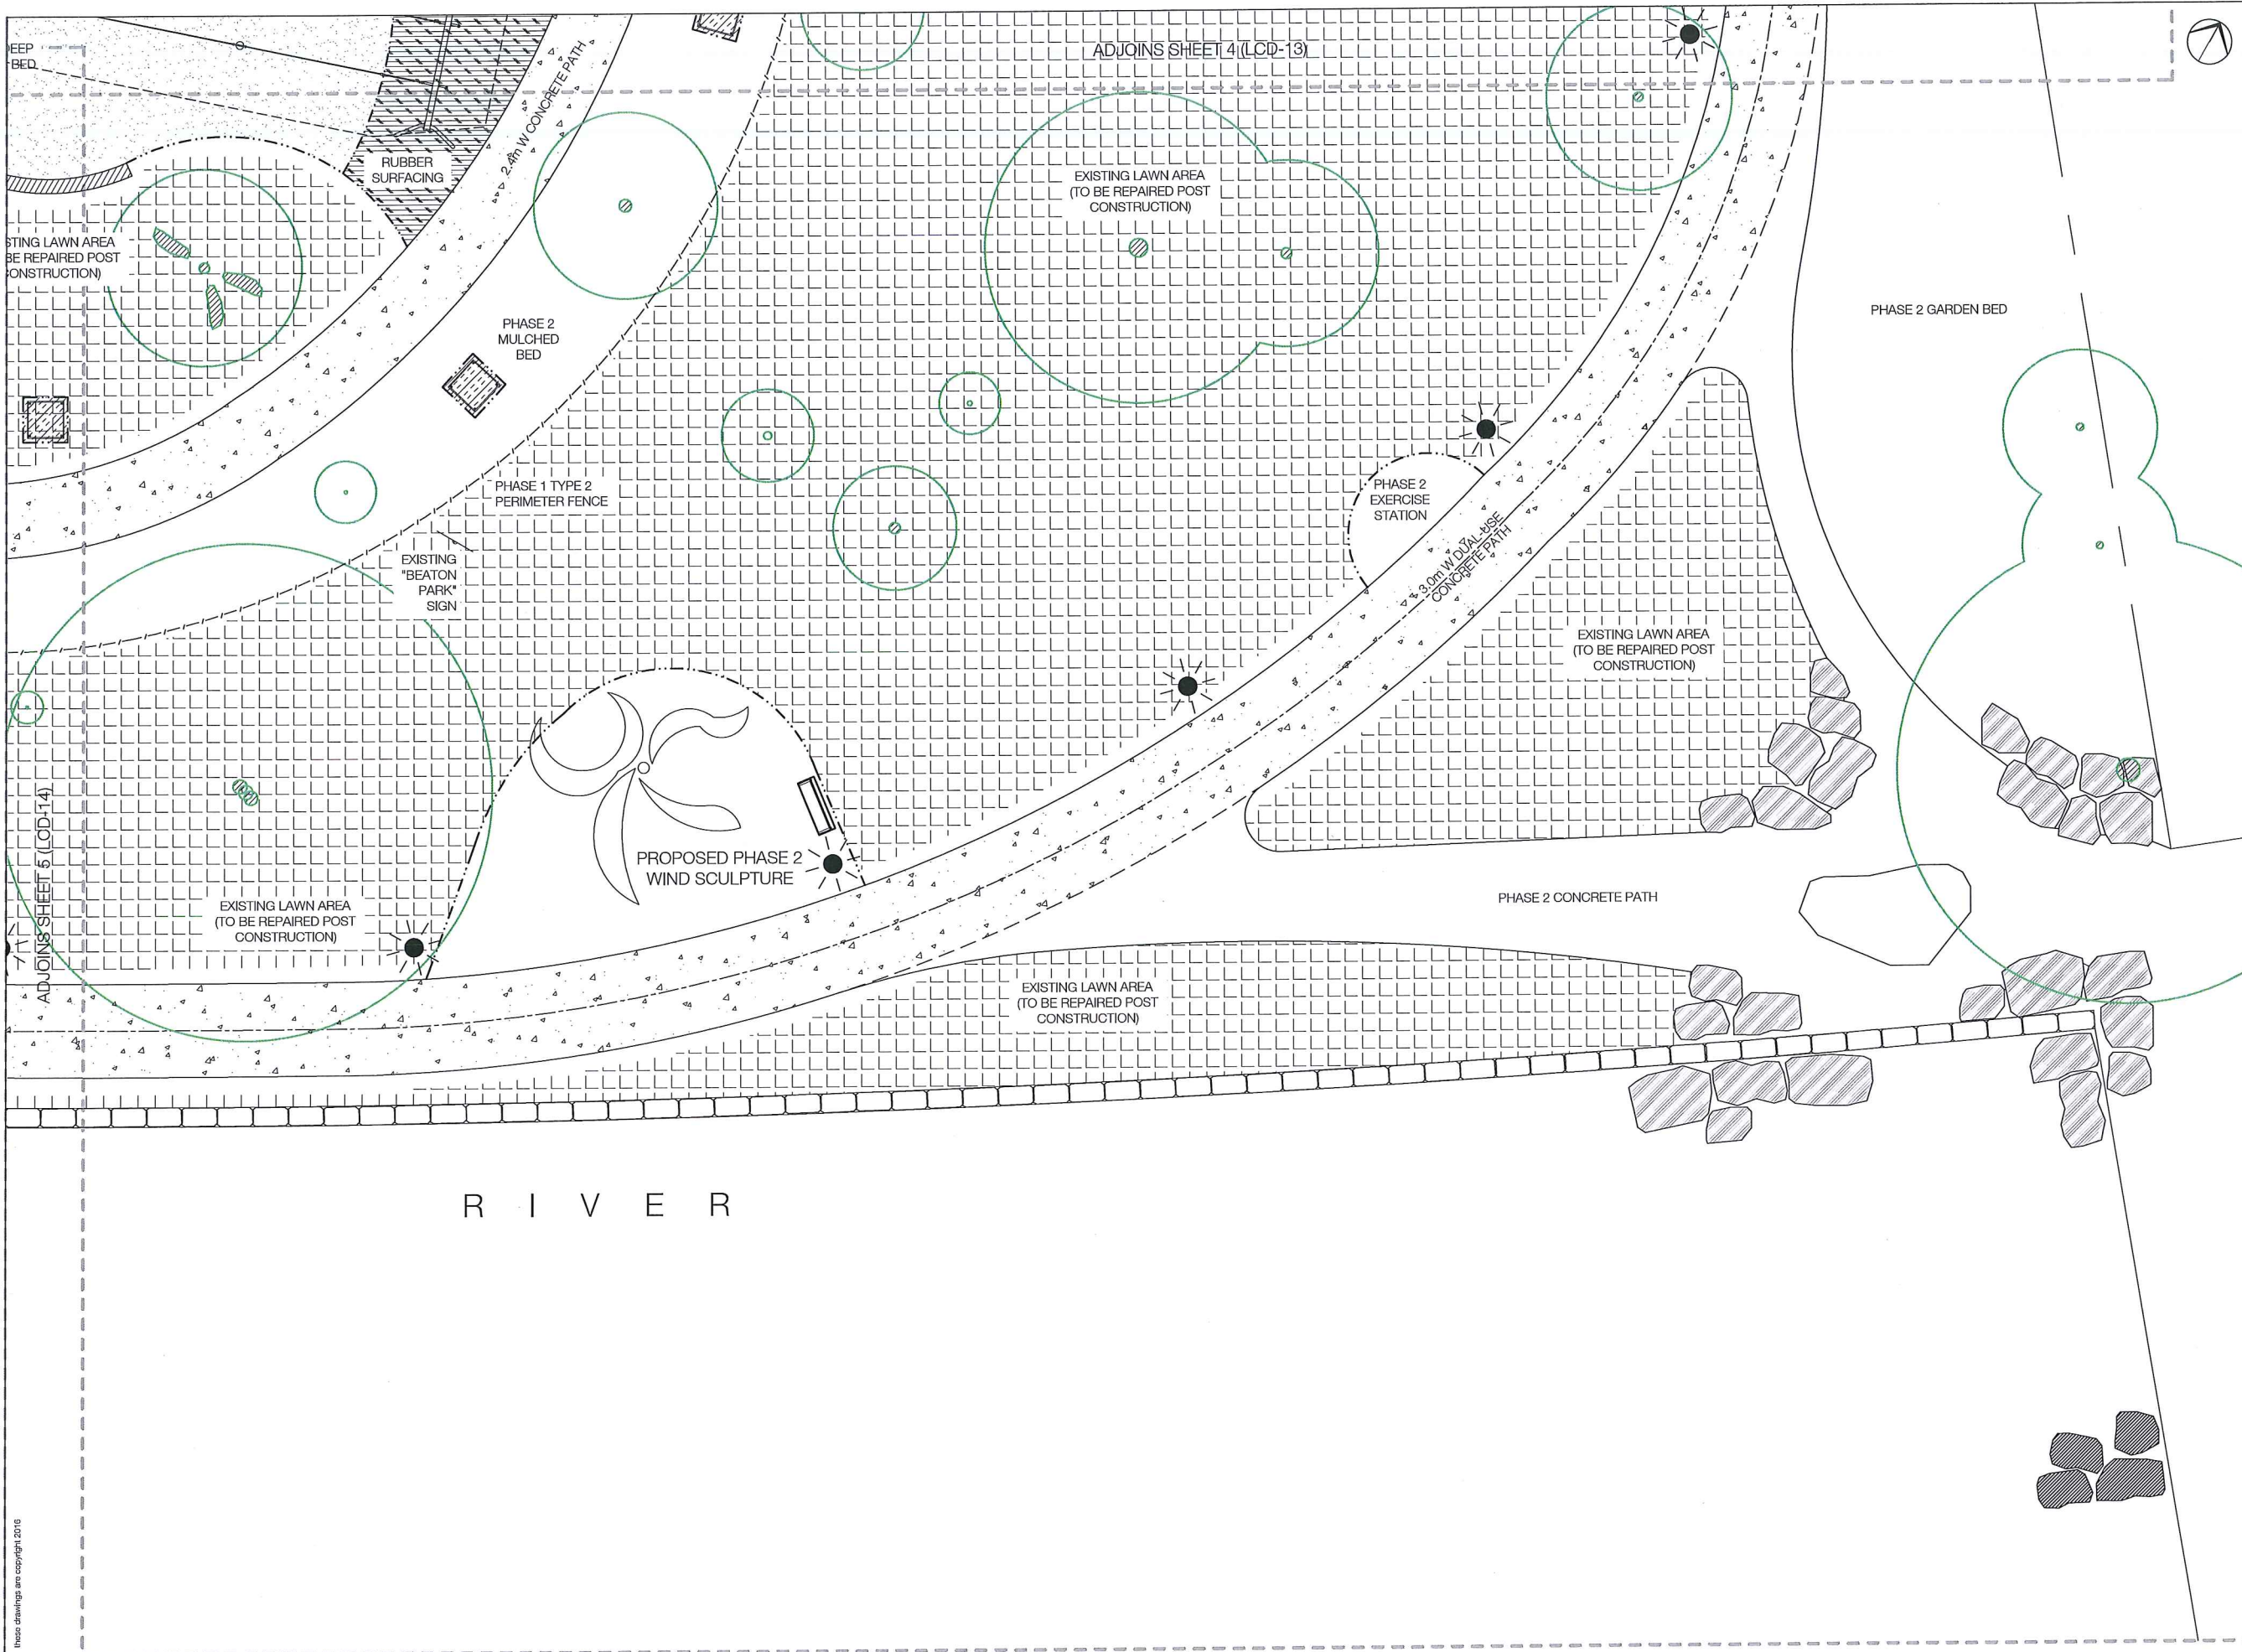 ADJOINS SHEET 4 (LCD-13)
BED
2.4m W CONCRETE PATH
RUBBER
SURFACING
EXISTING LAWN AREA
(TO BE REPAIRED POST
CONSTRUCTION)
STING LAWN AREA
BE REPAIRED POST
ONSTRUCTION)
PHASE 2 GARDEN BED
PHASE 2
MULCHED
BED
PHASE 1 TYPE 2
PERIMETER FENCE
PHASE 2
EXERCISE
STATION
3.0m W DUAL-USE
CONCRETE PATH
EXISTING
"BEATON
PARK"
SIGN
EXISTING LAWN AREA
(TO BE REPAIRED POST
CONSTRUCTION)
PROPOSED PHASE 2
WIND SCULPTURE
ADJOINS SHEET 5 (LCD-14)
EXISTING LAWN AREA
(TO BE REPAIRED POST
CONSTRUCTION)
PHASE 2 CONCRETE PATH
EXISTING LAWN AREA
(TO BE REPAIRED POST
CONSTRUCTION)
RIVER
these drawings are copyright 2016